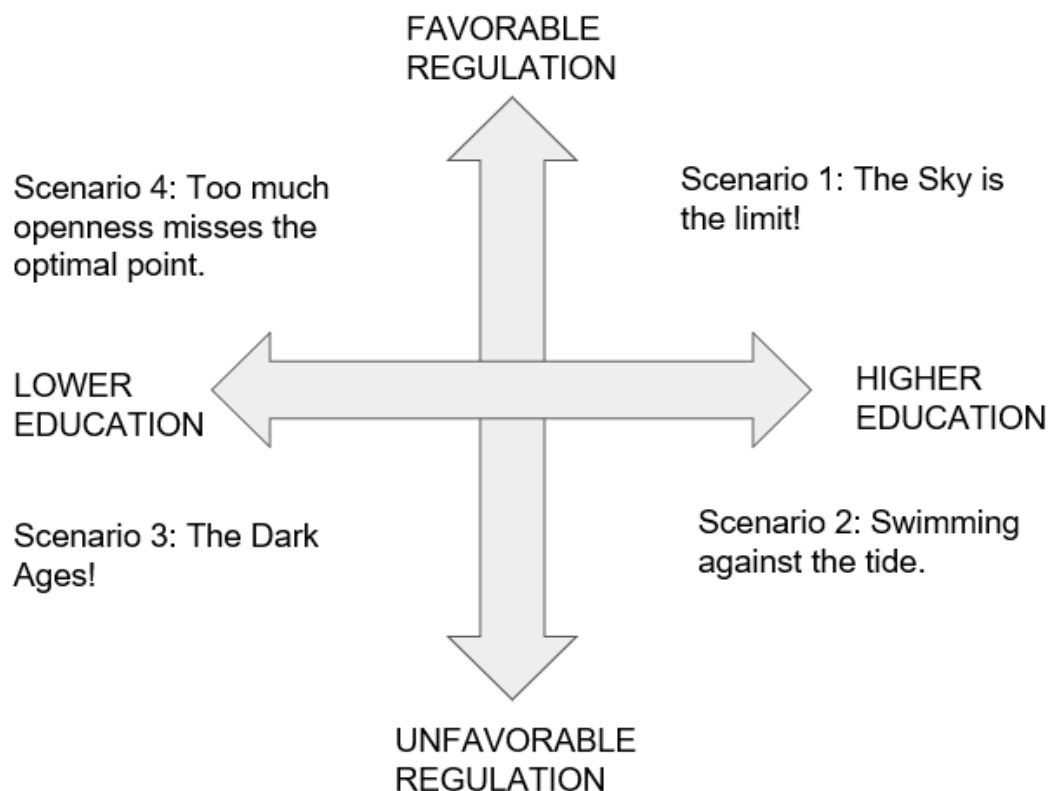 FAVORABLE
REGULATION
Scenario 4: Too much
openness misses the
optimal point.
Scenario 1: The Sky is
the limit!
LOWER
EDUCATION
HIGHER
EDUCATION
Scenario 3: The Dark
Ages!
Scenario 2: Swimming
against the tide.
UNFAVORABLE
REGULATION